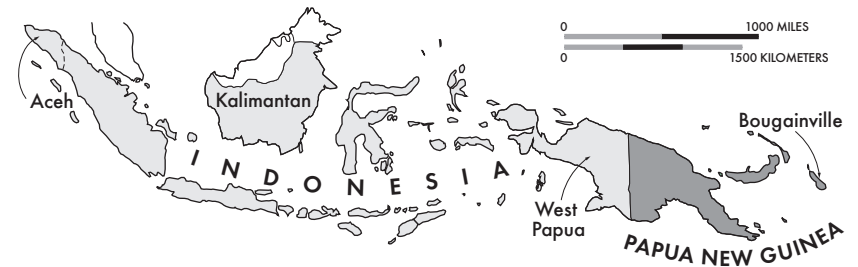 0 1000 MILES
0 1500 KILOMETERS
Aceh
Kalimantan
Bougainville
INDONESIA
West
Papua
PAPUA NEW GUINEA